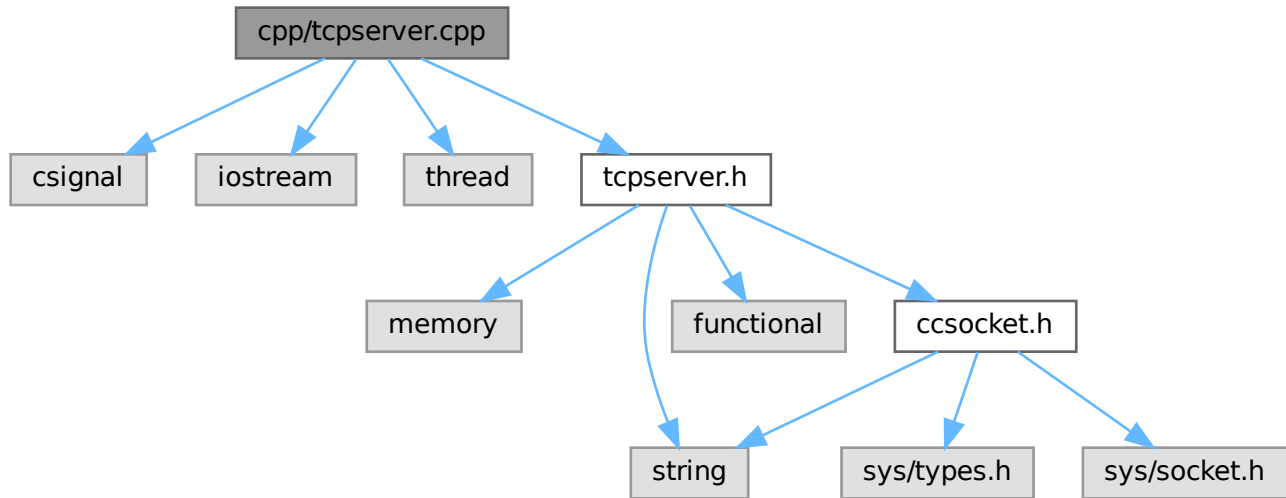 cpp/tcpserver.cpp
csignal
iostream
thread
tcpserver.h
memory
functional
ccsocket.h
string
sys/types.h
sys/socket.h